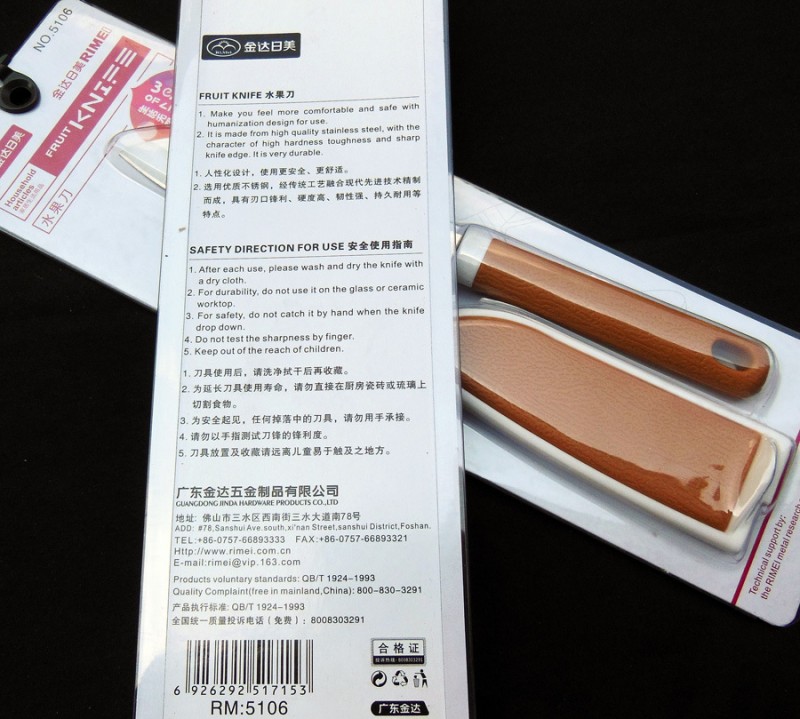 NO.5106
金达日美RIMEI
FRUIT KNIFE
金达日美
Household
articles
水果刀
金达日美
FRUIT KNIFE 水果刀
1. Make you feel more comfortable and safe with
humanization design for use.
2. It is made from high quality stainless steel, with the
character of high hardness toughness and sharp
knife edge. It is very durable.
1. 人性化设计，使用更安全、更舒适。
2. 选用优质不锈钢，经传统工艺融合现代先进技术精制
而成，具有刃口锋利、硬度高、韧性强、持久耐用等
特点。
SAFETY DIRECTION FOR USE 安全使用指南
1. After each use, please wash and dry the knife with
a dry cloth.
2. For durability, do not use it on the glass or ceramic
worktop.
3. For safety, do not catch it by hand when the knife
drop down.
4. Do not test the sharpness by finger.
5. Keep out of the reach of children.
1. 刀具使用后，请洗净拭干后再收藏。
2. 为延长刀具使用寿命，请勿直接在厨房瓷砖或琉璃上
切割食物。
3. 为安全起见，任何掉落中的刀具，请勿用手承接。
4. 请勿以手指测试刀锋的锋利度。
5. 刀具放置及收藏请远离儿童易于触及之地方。
广东金达五金制品有限公司
GUANGDONG JINDA HARDWARE PRODUCTS CO.,LTD
地址: 佛山市三水区西南街三水大道南78号
ADD: #78,Sanshui Ave.south,xi'nan Street,sanshui District,Foshan.
TEL:+86-0757-66893333 FAX:+86-0757-66893321
Http://www.rimei.com.cn
E-mail:rimei@vip.163.com
Products voluntary standards: QB/T 1924-1993
Quality Complaint(free in mainland,China): 800-830-3291
产品执行标准: QB/T 1924-1993
全国统一质量投诉电话（免费）: 8008303291
6 926292 517153
RM:5106
合格证
广东金达
Technical support by:
the RIMEI metal research